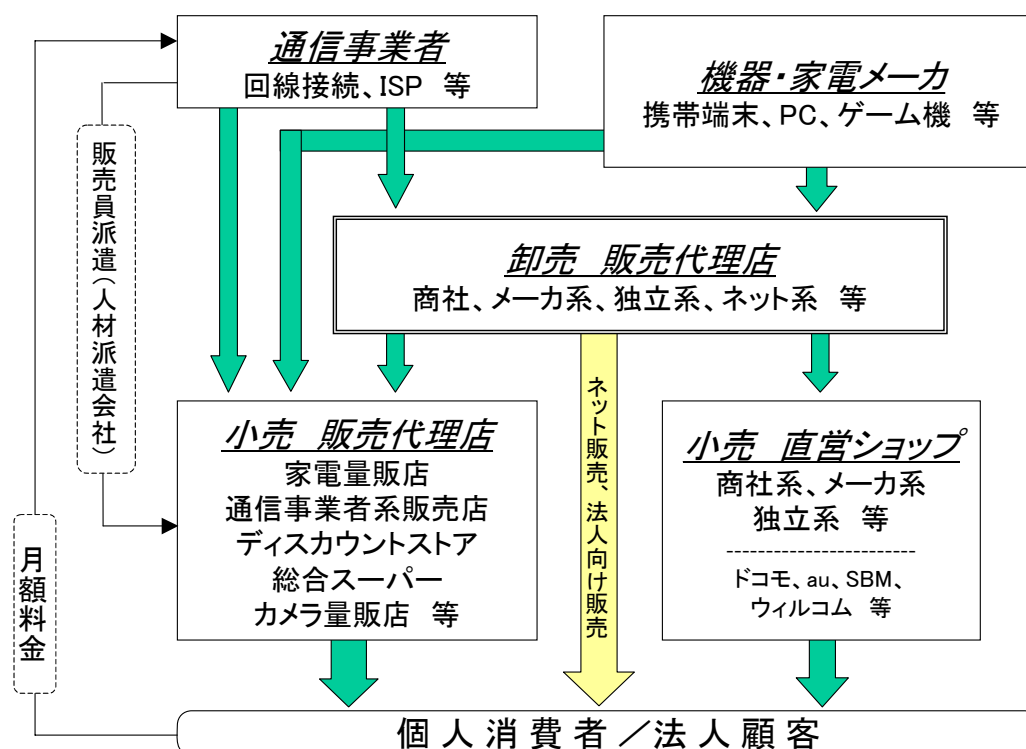 通信事業者
回線接続、ISP 等
機器・家電メーカ
携帯端末、PC、ゲーム機 等
販売員派遣(人材派遣会社)
卸売 販売代理店
商社、メーカ系、独立系、ネット系 等
ネット販売、法人向け販売
小売 販売代理店
家電量販店
通信事業者系販売店
ディスカウントストア
総合スーパー
カメラ量販店 等
小売 直営ショップ
商社系、メーカ系
独立系 等
ドコモ、au、SBM、
ウィルコム 等
月額料金
個人消費者/法人顧客